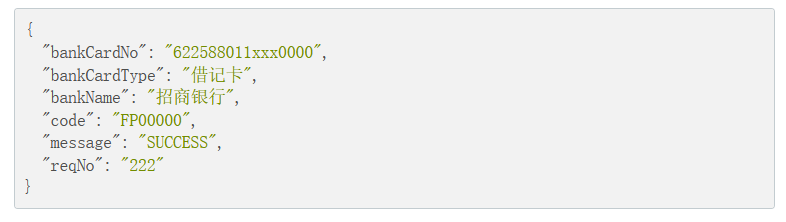 {
"bankCardNo": "622588011xxx0000",
"bankCardType": "借记卡",
"bankName": "招商银行",
"code": "FP00000",
"message": "SUCCESS",
"reqNo": "222"
}